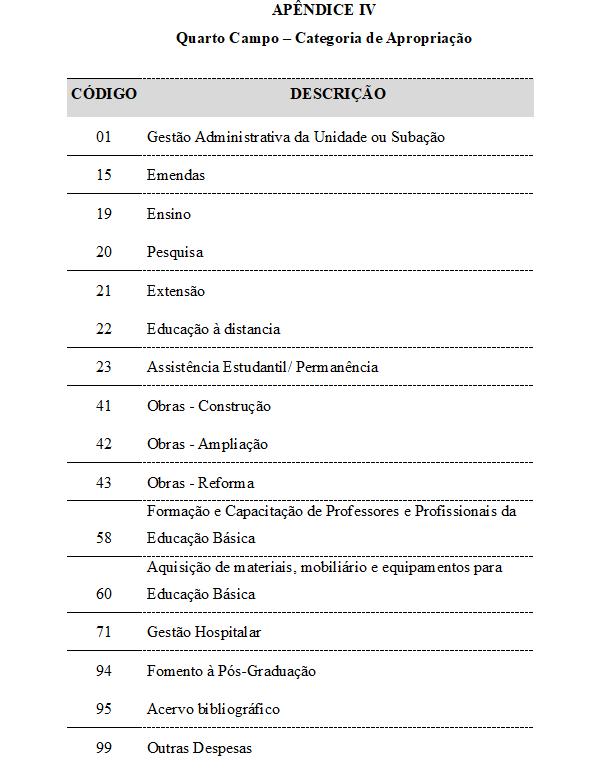 APÊNDICE IV
Quarto Campo – Categoria de Apropriação
CÓDIGO DESCRIÇÃO
01 Gestão Administrativa da Unidade ou Subação
15 Emendas
19 Ensino
20 Pesquisa
21 Extensão
22 Educação à distancia
23 Assistência Estudantil/ Permanência
41 Obras - Construção
42 Obras - Ampliação
43 Obras - Reforma
Formação e Capacitação de Professores e Profissionais da
58 Educação Básica
Aquisição de materiais, mobiliário e equipamentos para
60 Educação Básica
71 Gestão Hospitalar
94 Fomento à Pós-Graduação
95 Acervo bibliográfico
99 Outras Despesas